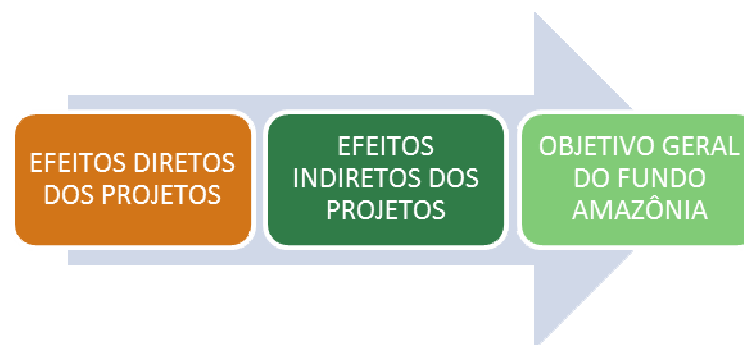 EFEITOS DIRETOS
DOS PROJETOS
EFEITOS
INDIRETOS DOS
PROJETOS
OBJETIVO GERAL
DO FUNDO
AMAZÔNIA